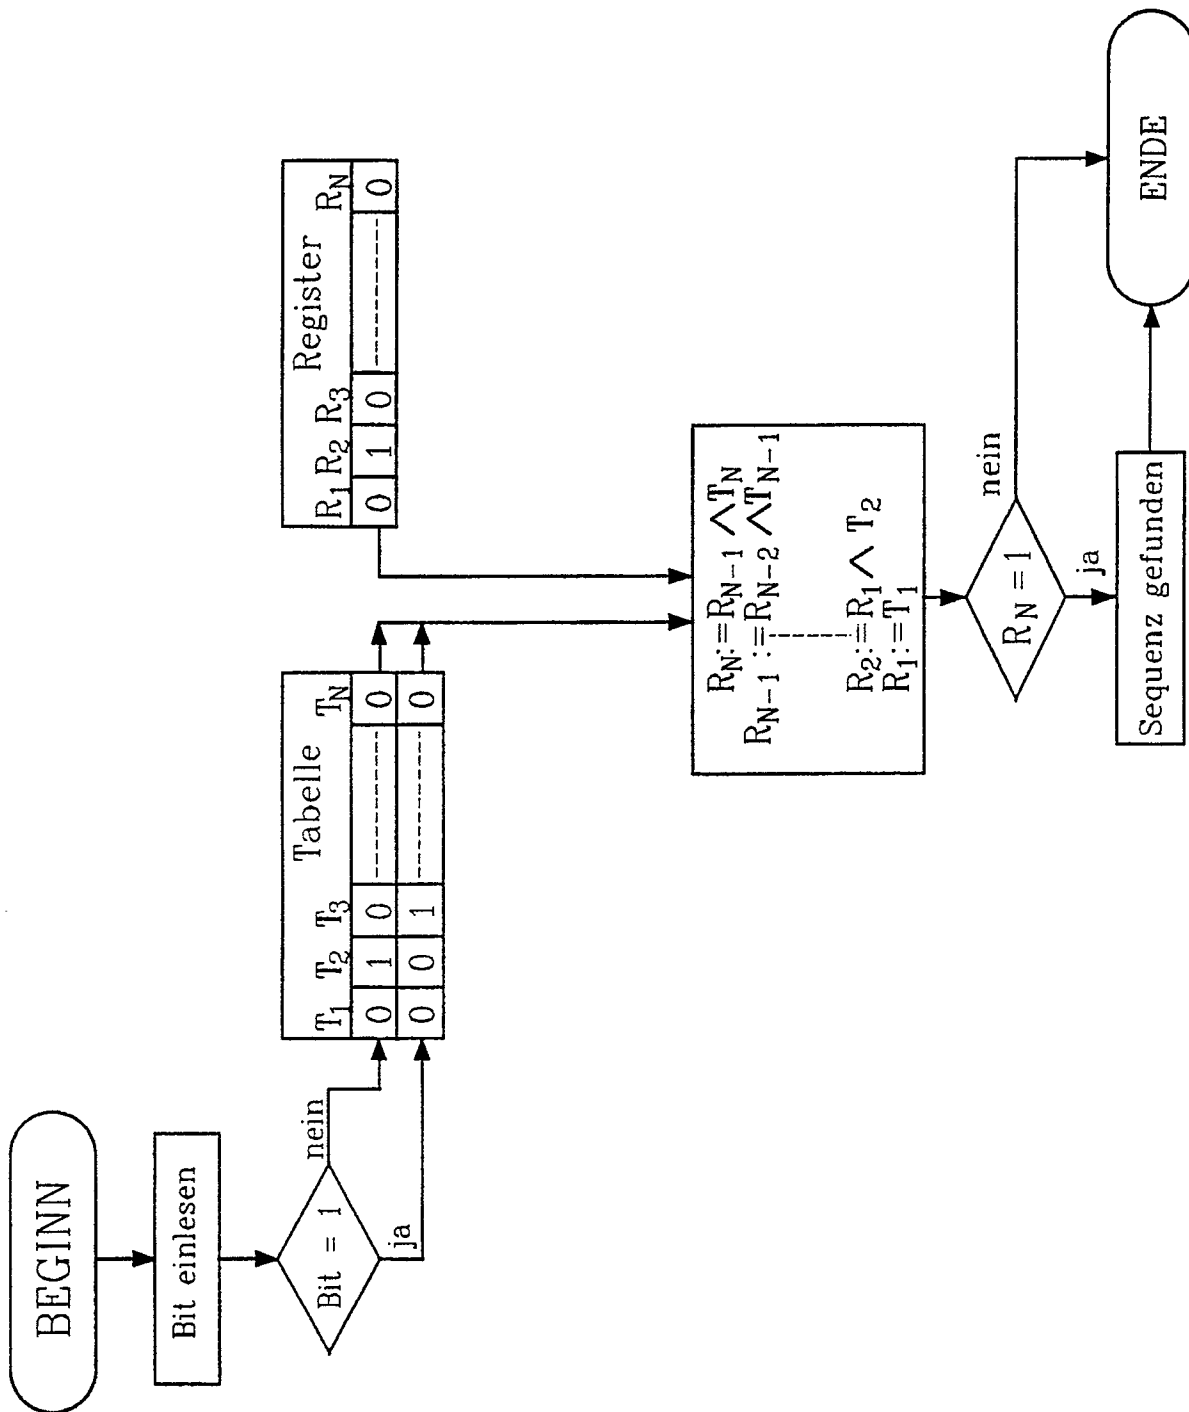 BEGINN
Bit einlesen
Bit = 1
nein
ja
Tabelle
T1 T2 T3 TN
0 1 0 ---------- 0
0 0 1 ---------- 0
Register
R1 R2 R3 RN
0 1 0 ---------- 0
RN:=RN-1 ∧TN
RN-1 :=RN-2 ∧TN-1
----------
R2:=R1∧ T2
R1:=T1
RN =1
nein
ja
Sequenz gefunden
ENDE